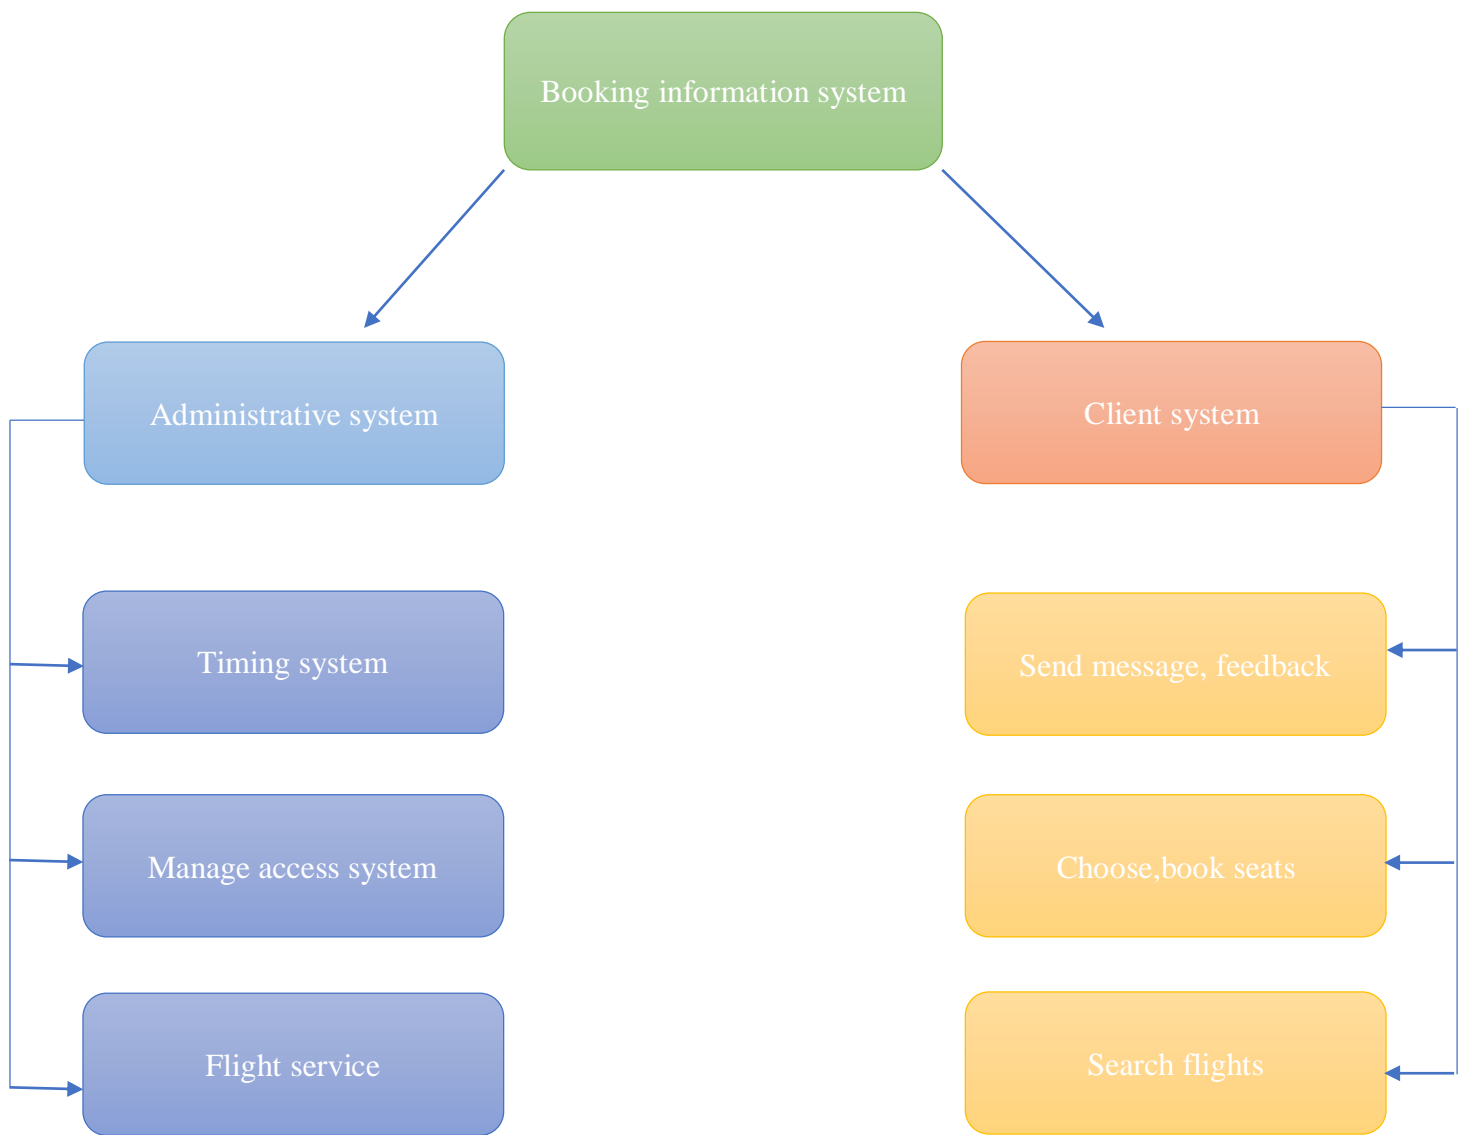 Booking information system
Administrative system
Client system
Timing system
Send message, feedback
Manage access system
Choose,book seats
Flight service
Search flights